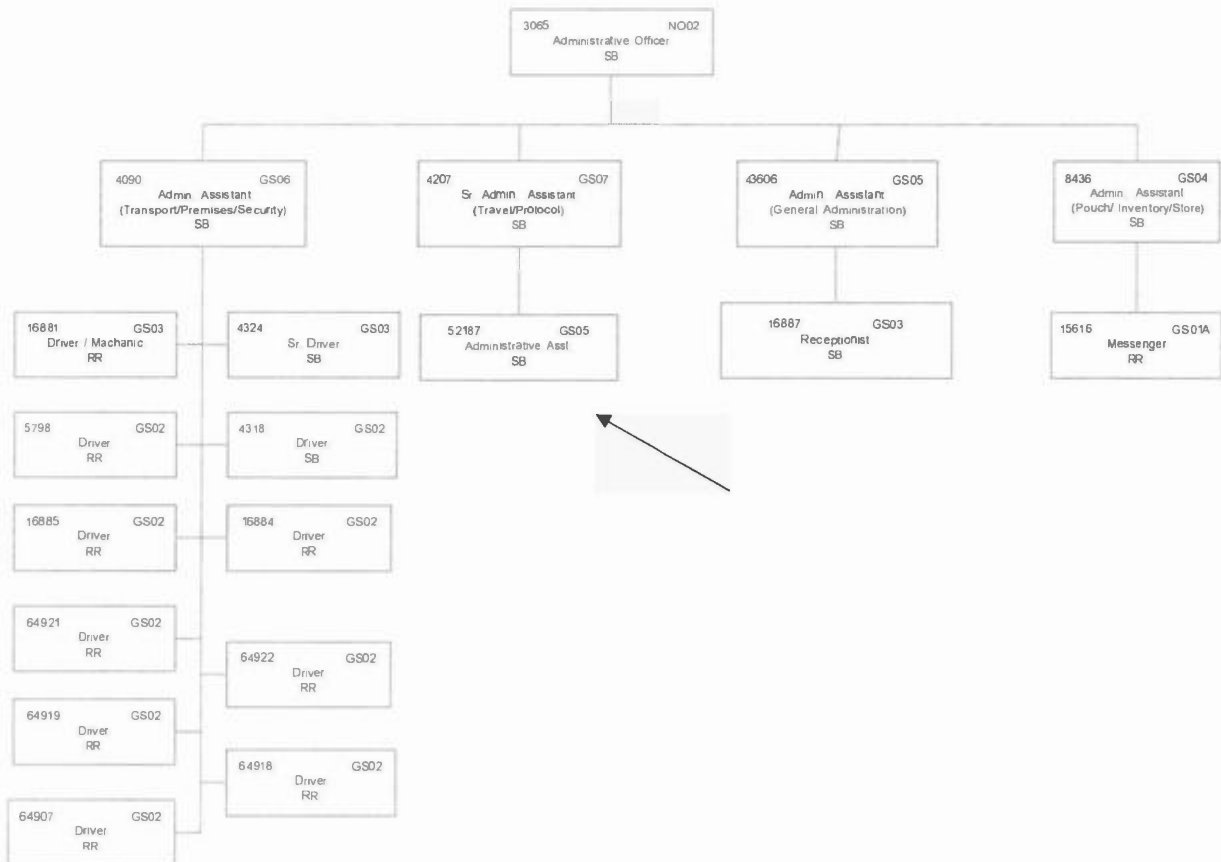 3065 NO02
Administrative Officer
SB
4090 GS06
Admin Assistant
(Transport/Premises/Security)
SB
4207 GS07
Sr Admin Assistant
(Travel/Protocol)
SB
43606 GS05
Admin Assistant
(General Administration)
SB
8436 GS04
Admin Assistant
(Pouch/ Inventory/Store)
SB
16881 GS03
Driver / Machanic
RR
4324 GS03
Sr Driver
SB
52187 GS05
Administrative Asst
SB
16887 GS03
Receptionist
SB
15616 GS01A
Messenger
RR
5798 GS02
Driver
RR
4318 GS02
Driver
SB
16885 GS02
Driver
RR
16884 GS02
Driver
RR
64921 GS02
Driver
RR
64922 GS02
Driver
RR
64919 GS02
Driver
RR
64918 GS02
Driver
RR
64907 GS02
Driver
RR